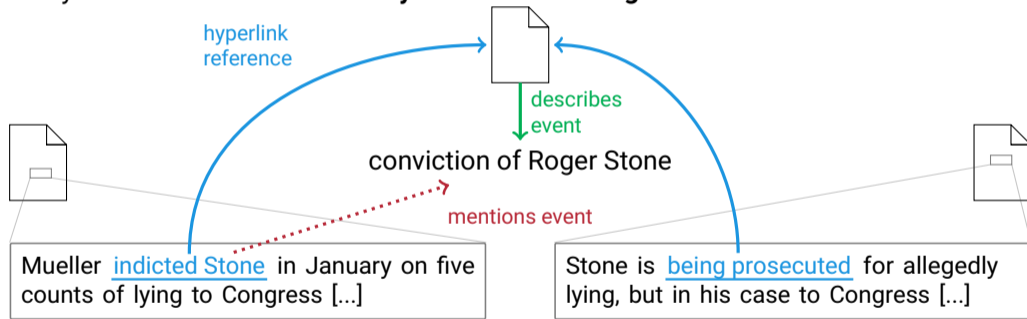 hyperlink
reference
describes
event
conviction of Roger Stone
mentions event
Mueller indicted Stone in January on five
counts of lying to Congress [...]
Stone is being prosecuted for allegedly
lying, but in his case to Congress [...]